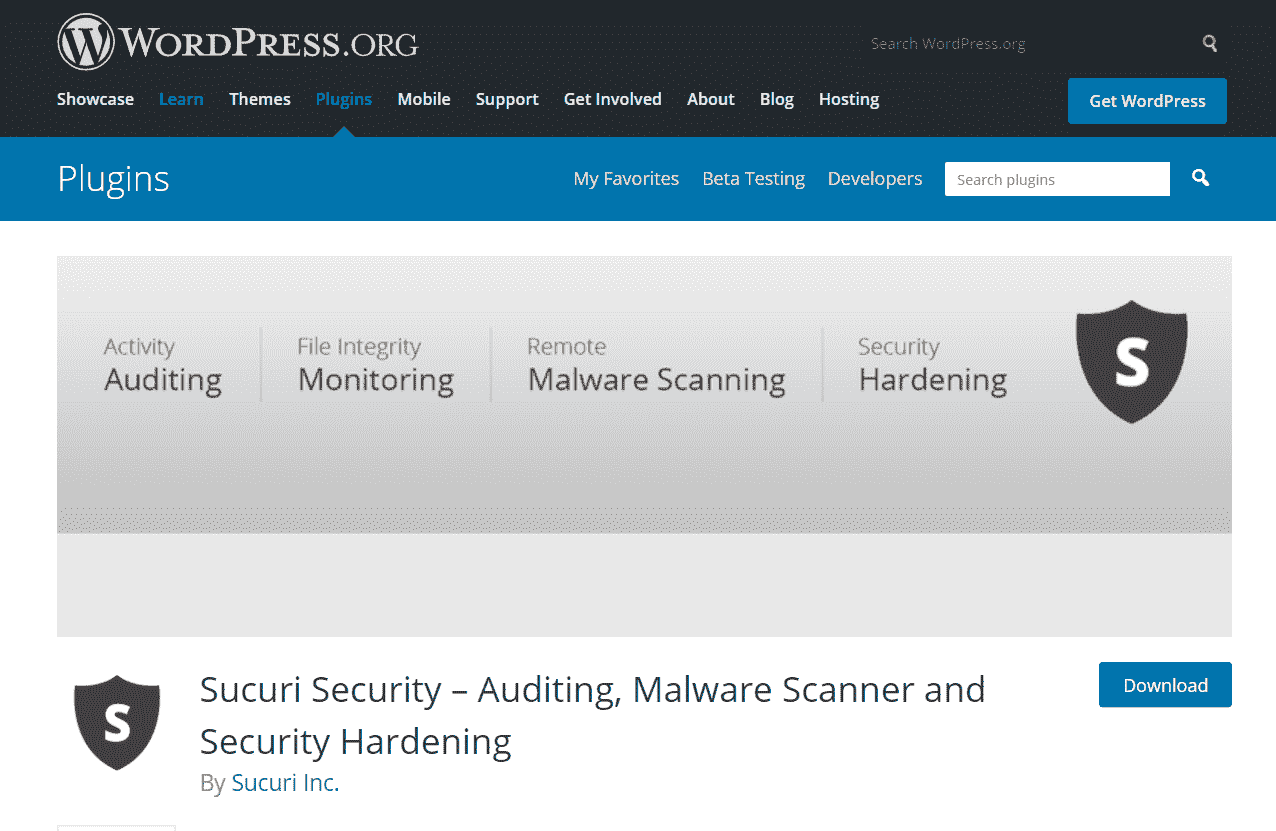 WORDPRESS.ORG
Search WordPress.org
Showcase Learn Themes Plugins Mobile Support Get Involved About Blog Hosting
Get WordPress
Plugins
My Favorites Beta Testing Developers
Search plugins
Activity
Auditing
File Integrity
Monitoring
Remote
Malware Scanning
Security
Hardening
S
S
Sucuri Security – Auditing, Malware Scanner and
Security Hardening
By Sucuri Inc.
Download